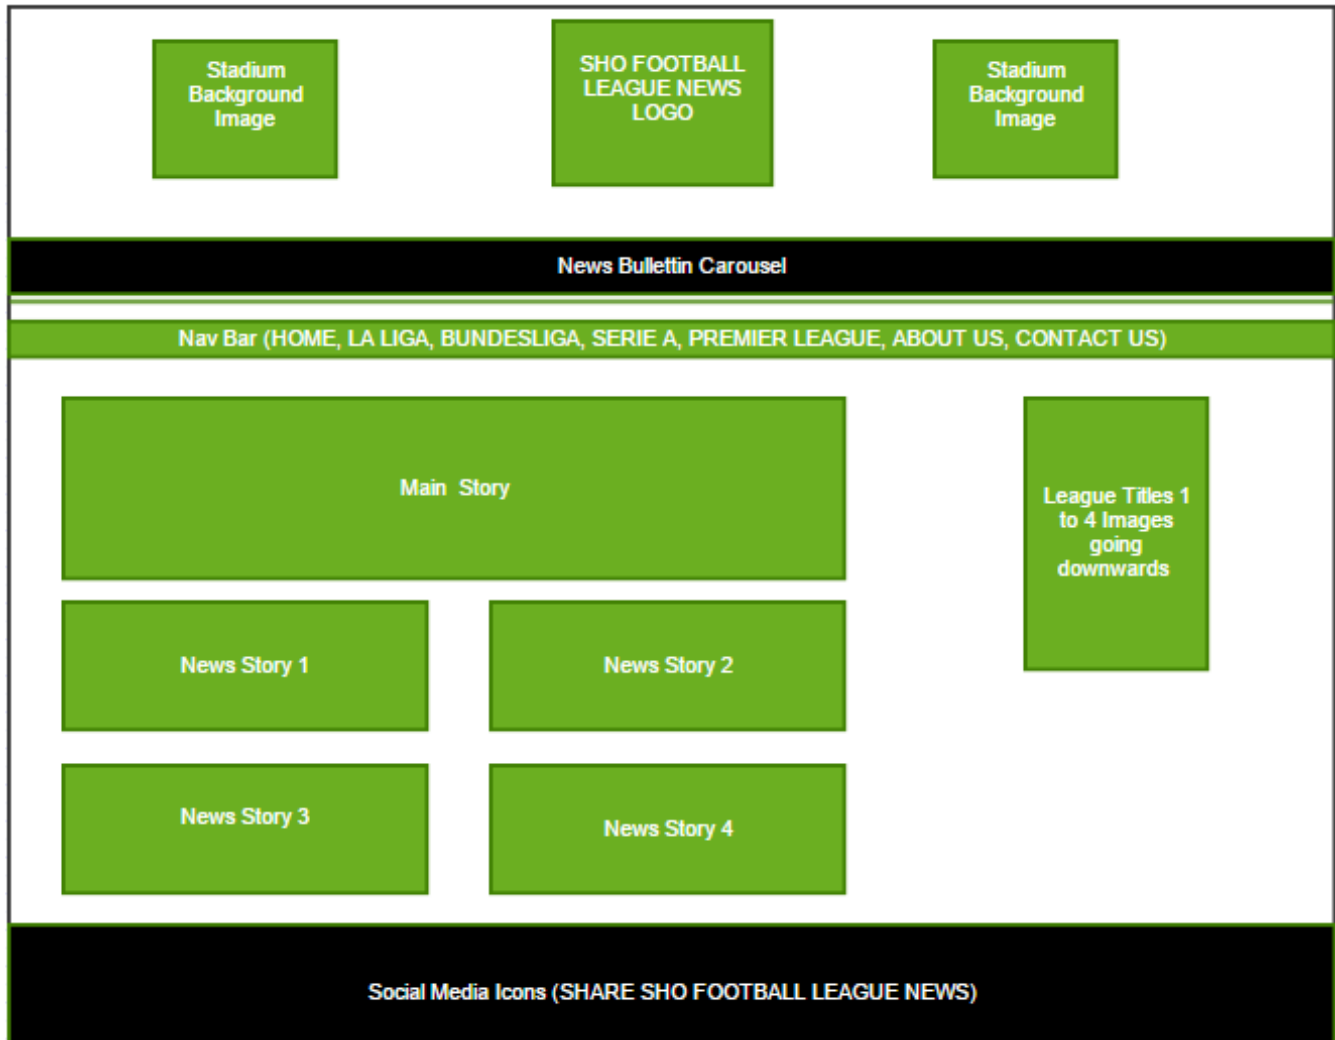 Stadium
Background
Image
SHO FOOTBALL
LEAGUE NEWS
LOGO
Stadium
Background
Image
News Bullettin Carousel
Nav Bar (HOME, LA LIGA, BUNDESLIGA, SERIE A, PREMIER LEAGUE, ABOUT US, CONTACT US)
Main Story
League Titles 1
to 4 Images
going
downwards
News Story 1
News Story 2
News Story 3
News Story 4
Social Media Icons (SHARE SHO FOOTBALL LEAGUE NEWS)